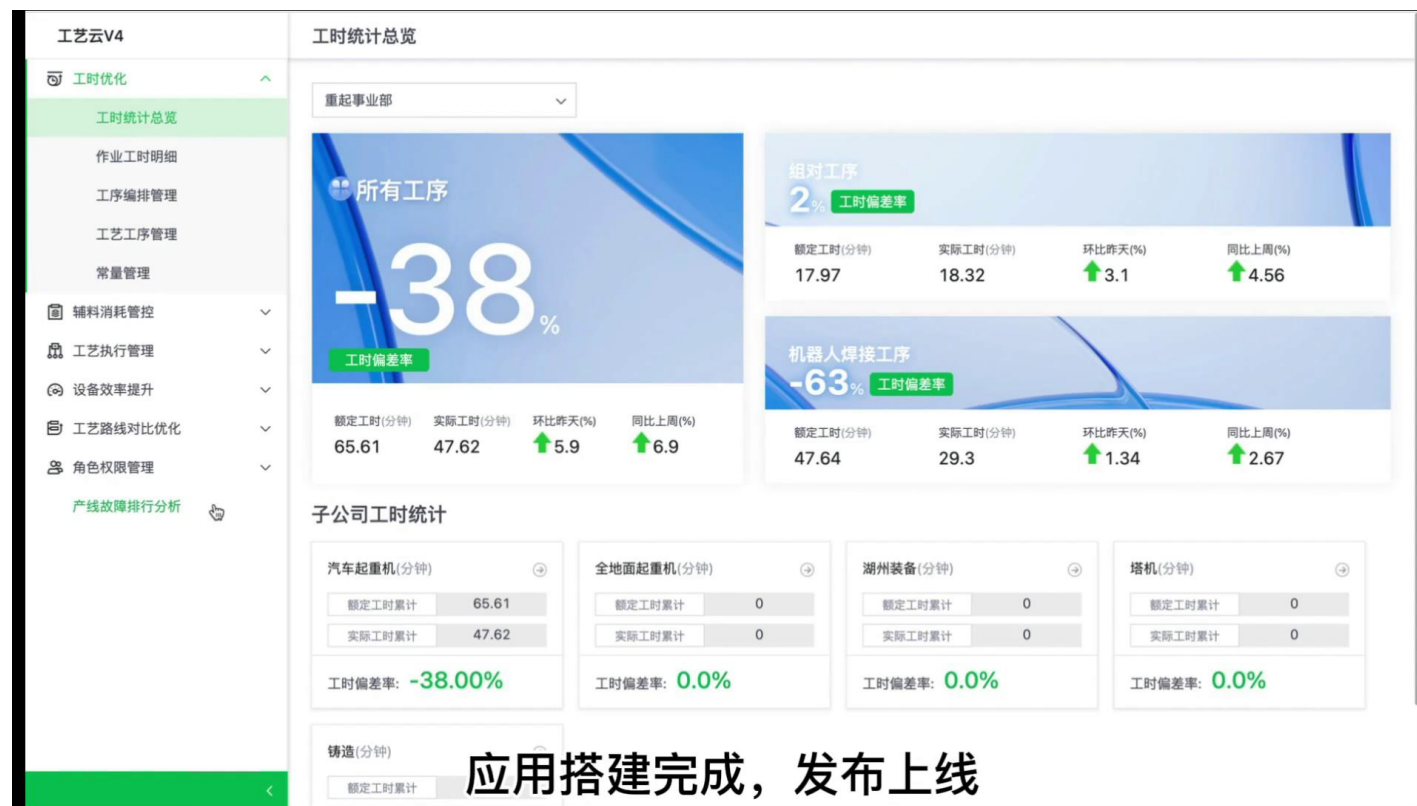 工艺云V4
工时统计总览
工时优化
工时统计总览
作业工时明细
工序编排管理
工艺工序管理
常量管理
辅料消耗管控
工艺执行管理
设备效率提升
工艺路线对比优化
角色权限管理
产线故障排行分析
重起事业部
所有工序
-38%
工时偏差率
额定工时(分钟) 实际工时(分钟) 环比昨天(%) 同比上周(%)
65.61 47.62 5.9 6.9
组对工序
2% 工时偏差率
额定工时(分钟) 实际工时(分钟) 环比昨天(%) 同比上周(%)
17.97 18.32 3.1 4.56
机器人焊接工序
-63% 工时偏差率
额定工时(分钟) 实际工时(分钟) 环比昨天(%) 同比上周(%)
47.64 29.3 1.34 2.67
子公司工时统计
汽车起重机(分钟)
额定工时累计 65.61
实际工时累计 47.62
工时偏差率: -38.00%
全地面起重机(分钟)
额定工时累计 0
实际工时累计 0
工时偏差率: 0.0%
湖州装备(分钟)
额定工时累计 0
实际工时累计 0
工时偏差率: 0.0%
塔机(分钟)
额定工时累计 0
实际工时累计 0
工时偏差率: 0.0%
铸造(分钟)
额定工时累计
应用搭建完成，发布上线